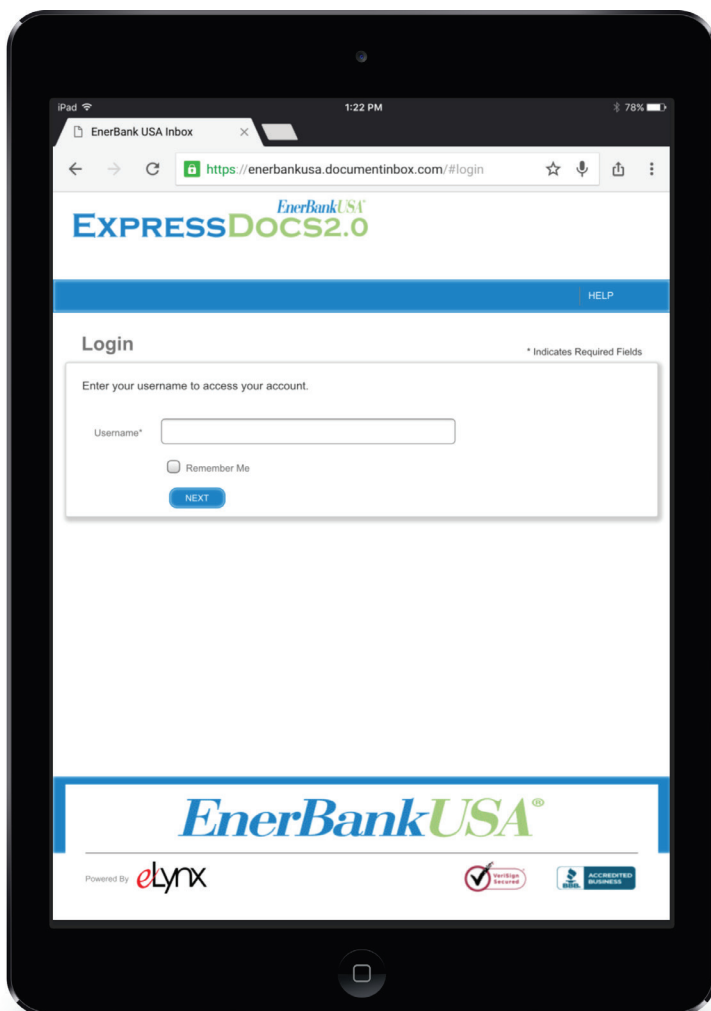 iPad 1:22 PM 78%
EnerBank USA Inbox
https://enerbankusa.documentinbox.com/#login
EnerBankUSA
EXPRESSDOCS2.0
HELP
Login
* Indicates Required Fields
Enter your username to access your account.
Username*
Remember Me
NEXT
EnerBankUSA®
Powered By eLynx
VeriSign
Secured
BBB.
ACCREDITED
BUSINESS